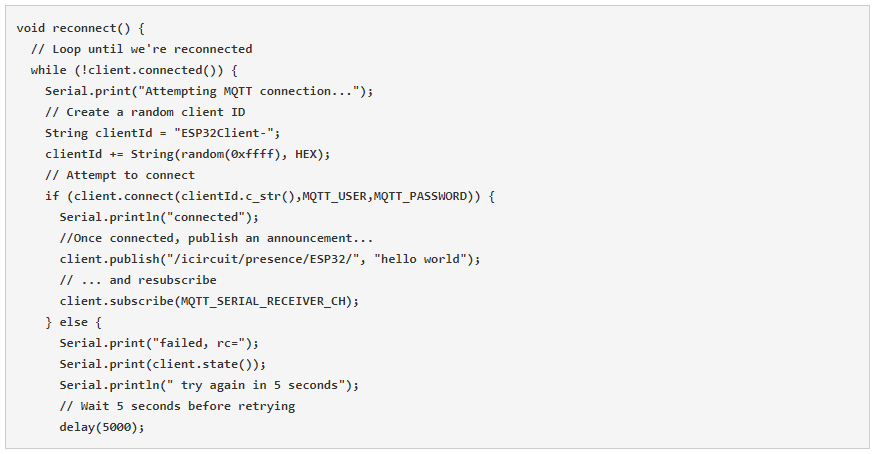 void reconnect() {
  // Loop until we're reconnected
  while (!client.connected()) {
    Serial.print("Attempting MQTT connection...");
    // Create a random client ID
    String clientId = "ESP32Client-";
    clientId += String(random(0xffff), HEX);
    // Attempt to connect
    if (client.connect(clientId.c_str(),MQTT_USER,MQTT_PASSWORD)) {
      Serial.println("connected");
      //Once connected, publish an announcement...
      client.publish("/icircuit/presence/ESP32/", "hello world");
      // ... and resubscribe
      client.subscribe(MQTT_SERIAL_RECEIVER_CH);
    } else {
      Serial.print("failed, rc=");
      Serial.print(client.state());
      Serial.println(" try again in 5 seconds");
      // Wait 5 seconds before retrying
      delay(5000);